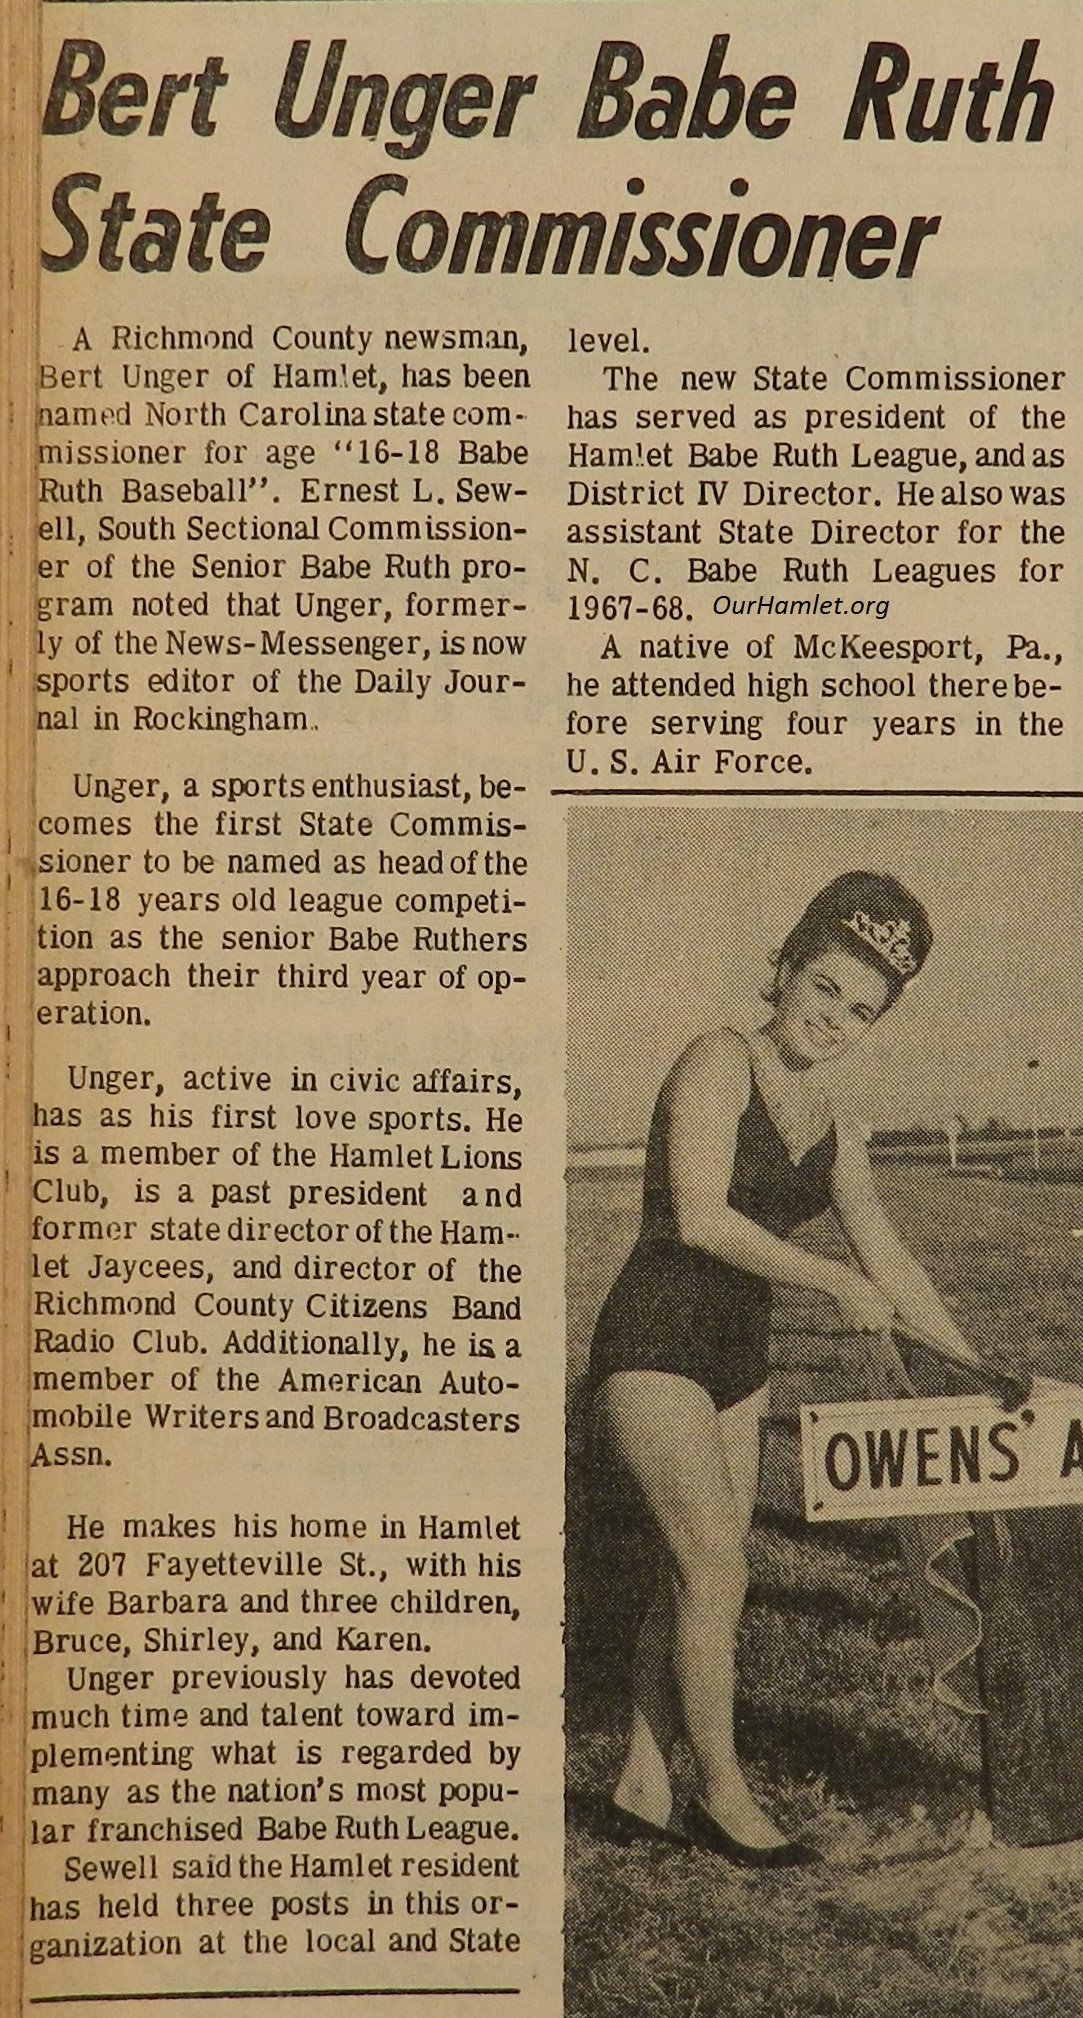 Bert Unger Babe Ruth
State Commissioner
A Richmond County newsman,
Bert Unger of Hamlet, has been
named North Carolina state com-
missioner for age "16-18 Babe
Ruth Baseball". Ernest L. Sew-
ell, South Sectional Commission-
er of the Senior Babe Ruth pro-
gram noted that Unger, former-
ly of the News-Messenger, is now
sports editor of the Daily Jour-
nal in Rockingham.
Unger, a sports enthusiast, be-
comes the first State Commis-
sioner to be named as head of the
16-18 years old league competi-
tion as the senior Babe Ruthers
approach their third year of op-
eration.
Unger, active in civic affairs,
has as his first love sports. He
is a member of the Hamlet Lions
Club, is a past president and
former state director of the Ham-
let Jaycees, and director of the
Richmond County Citizens Band
Radio Club. Additionally, he is a
member of the American Auto-
mobile Writers and Broadcasters
Assn.
He makes his home in Hamlet
at 207 Fayetteville St., with his
wife Barbara and three children,
Bruce, Shirley, and Karen.
Unger previously has devoted
much time and talent toward im-
plementing what is regarded by
many as the nation's most popu-
lar franchised Babe Ruth League.
Sewell said the Hamlet resident
has held three posts in this or-
ganization at the local and State
level.
The new State Commissioner
has served as president of the
Hamlet Babe Ruth League, and as
District IV Director. He also was
assistant State Director for the
N. C. Babe Ruth Leagues for
1967-68. OurHamlet.org
A native of McKeesport, Pa.,
he attended high school there be-
fore serving four years in the
U. S. Air Force.
OWENS' A